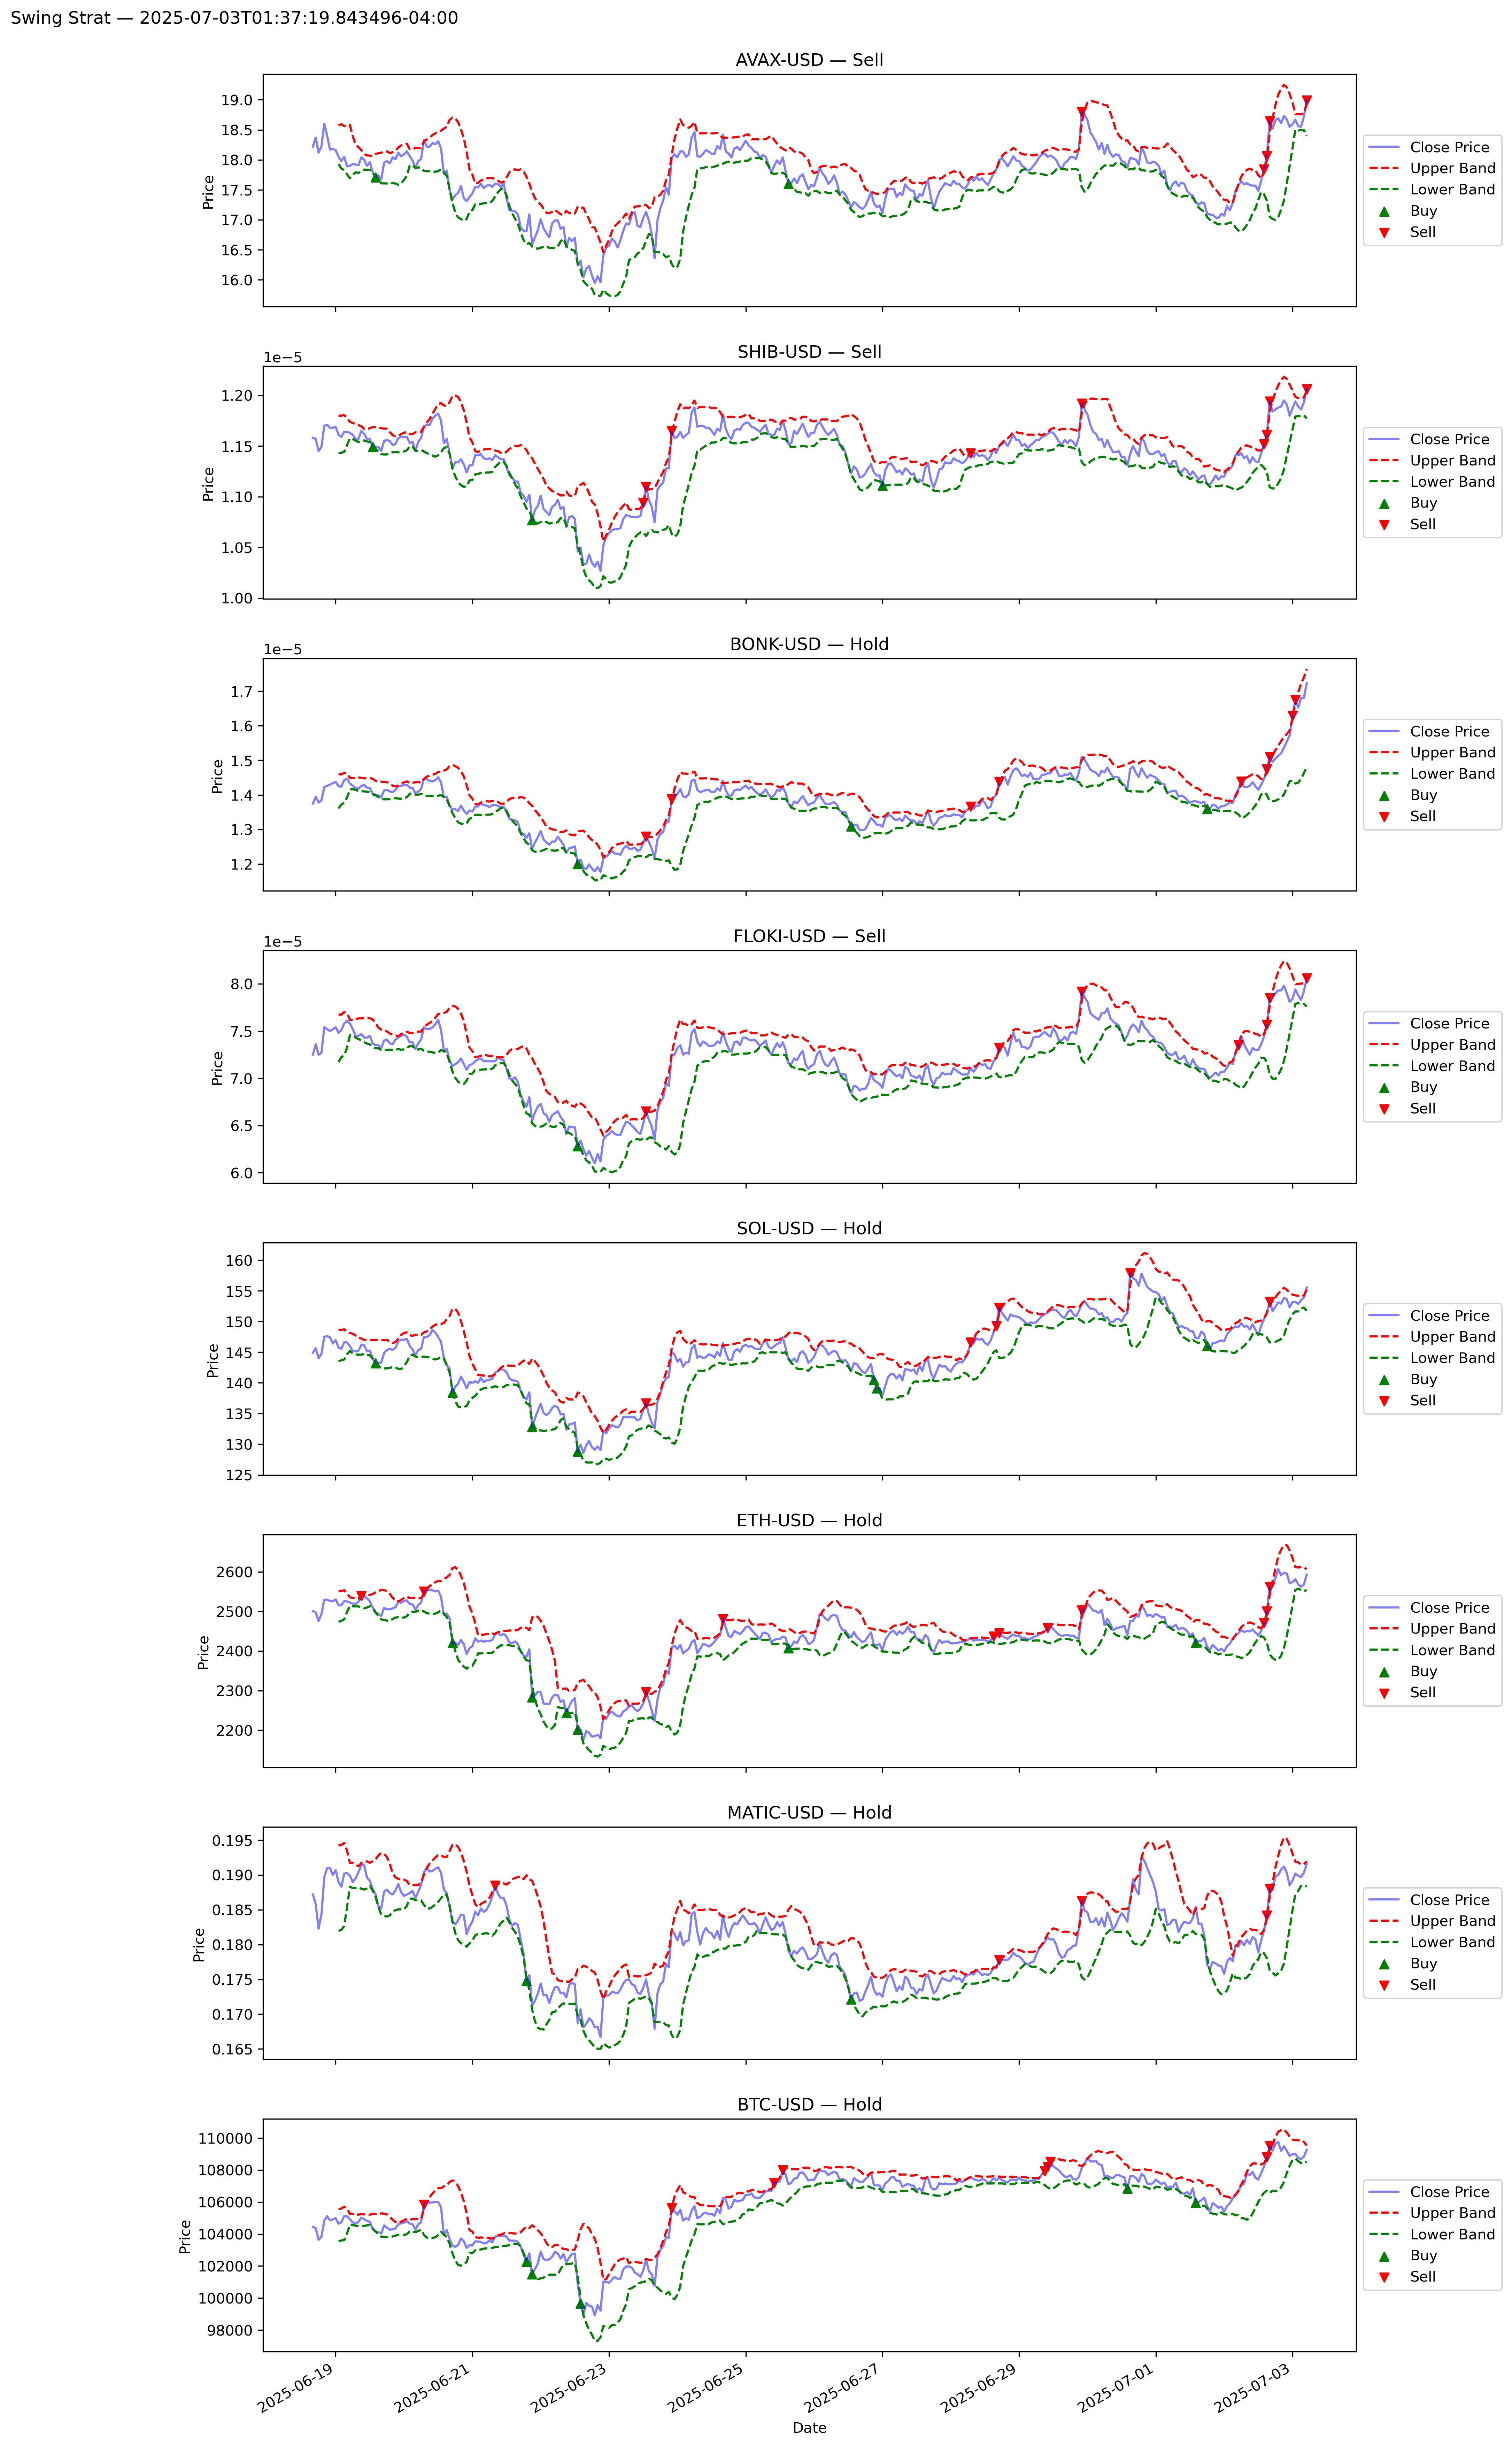 Swing Strat — 2025-07-03T01:37:19.843496-04:00
AVAX-USD — Sell
Price
19.0
18.5
18.0
17.5
17.0
16.5
16.0
Close Price
Upper Band
Lower Band
Buy
Sell
SHIB-USD — Sell
1e−5
Price
1.20
1.15
1.10
1.05
1.00
Close Price
Upper Band
Lower Band
Buy
Sell
BONK-USD — Hold
1e−5
Price
1.7
1.6
1.5
1.4
1.3
1.2
Close Price
Upper Band
Lower Band
Buy
Sell
FLOKI-USD — Sell
1e−5
Price
8.0
7.5
7.0
6.5
6.0
Close Price
Upper Band
Lower Band
Buy
Sell
SOL-USD — Hold
Price
160
155
150
145
140
135
130
125
Close Price
Upper Band
Lower Band
Buy
Sell
ETH-USD — Hold
Price
2600
2500
2400
2300
2200
Close Price
Upper Band
Lower Band
Buy
Sell
MATIC-USD — Hold
Price
0.195
0.190
0.185
0.180
0.175
0.170
0.165
Close Price
Upper Band
Lower Band
Buy
Sell
BTC-USD — Hold
Price
110000
108000
106000
104000
102000
100000
98000
Close Price
Upper Band
Lower Band
Buy
Sell
2025-06-19
2025-06-21
2025-06-23
2025-06-25
2025-06-27
2025-06-29
2025-07-01
2025-07-03
Date